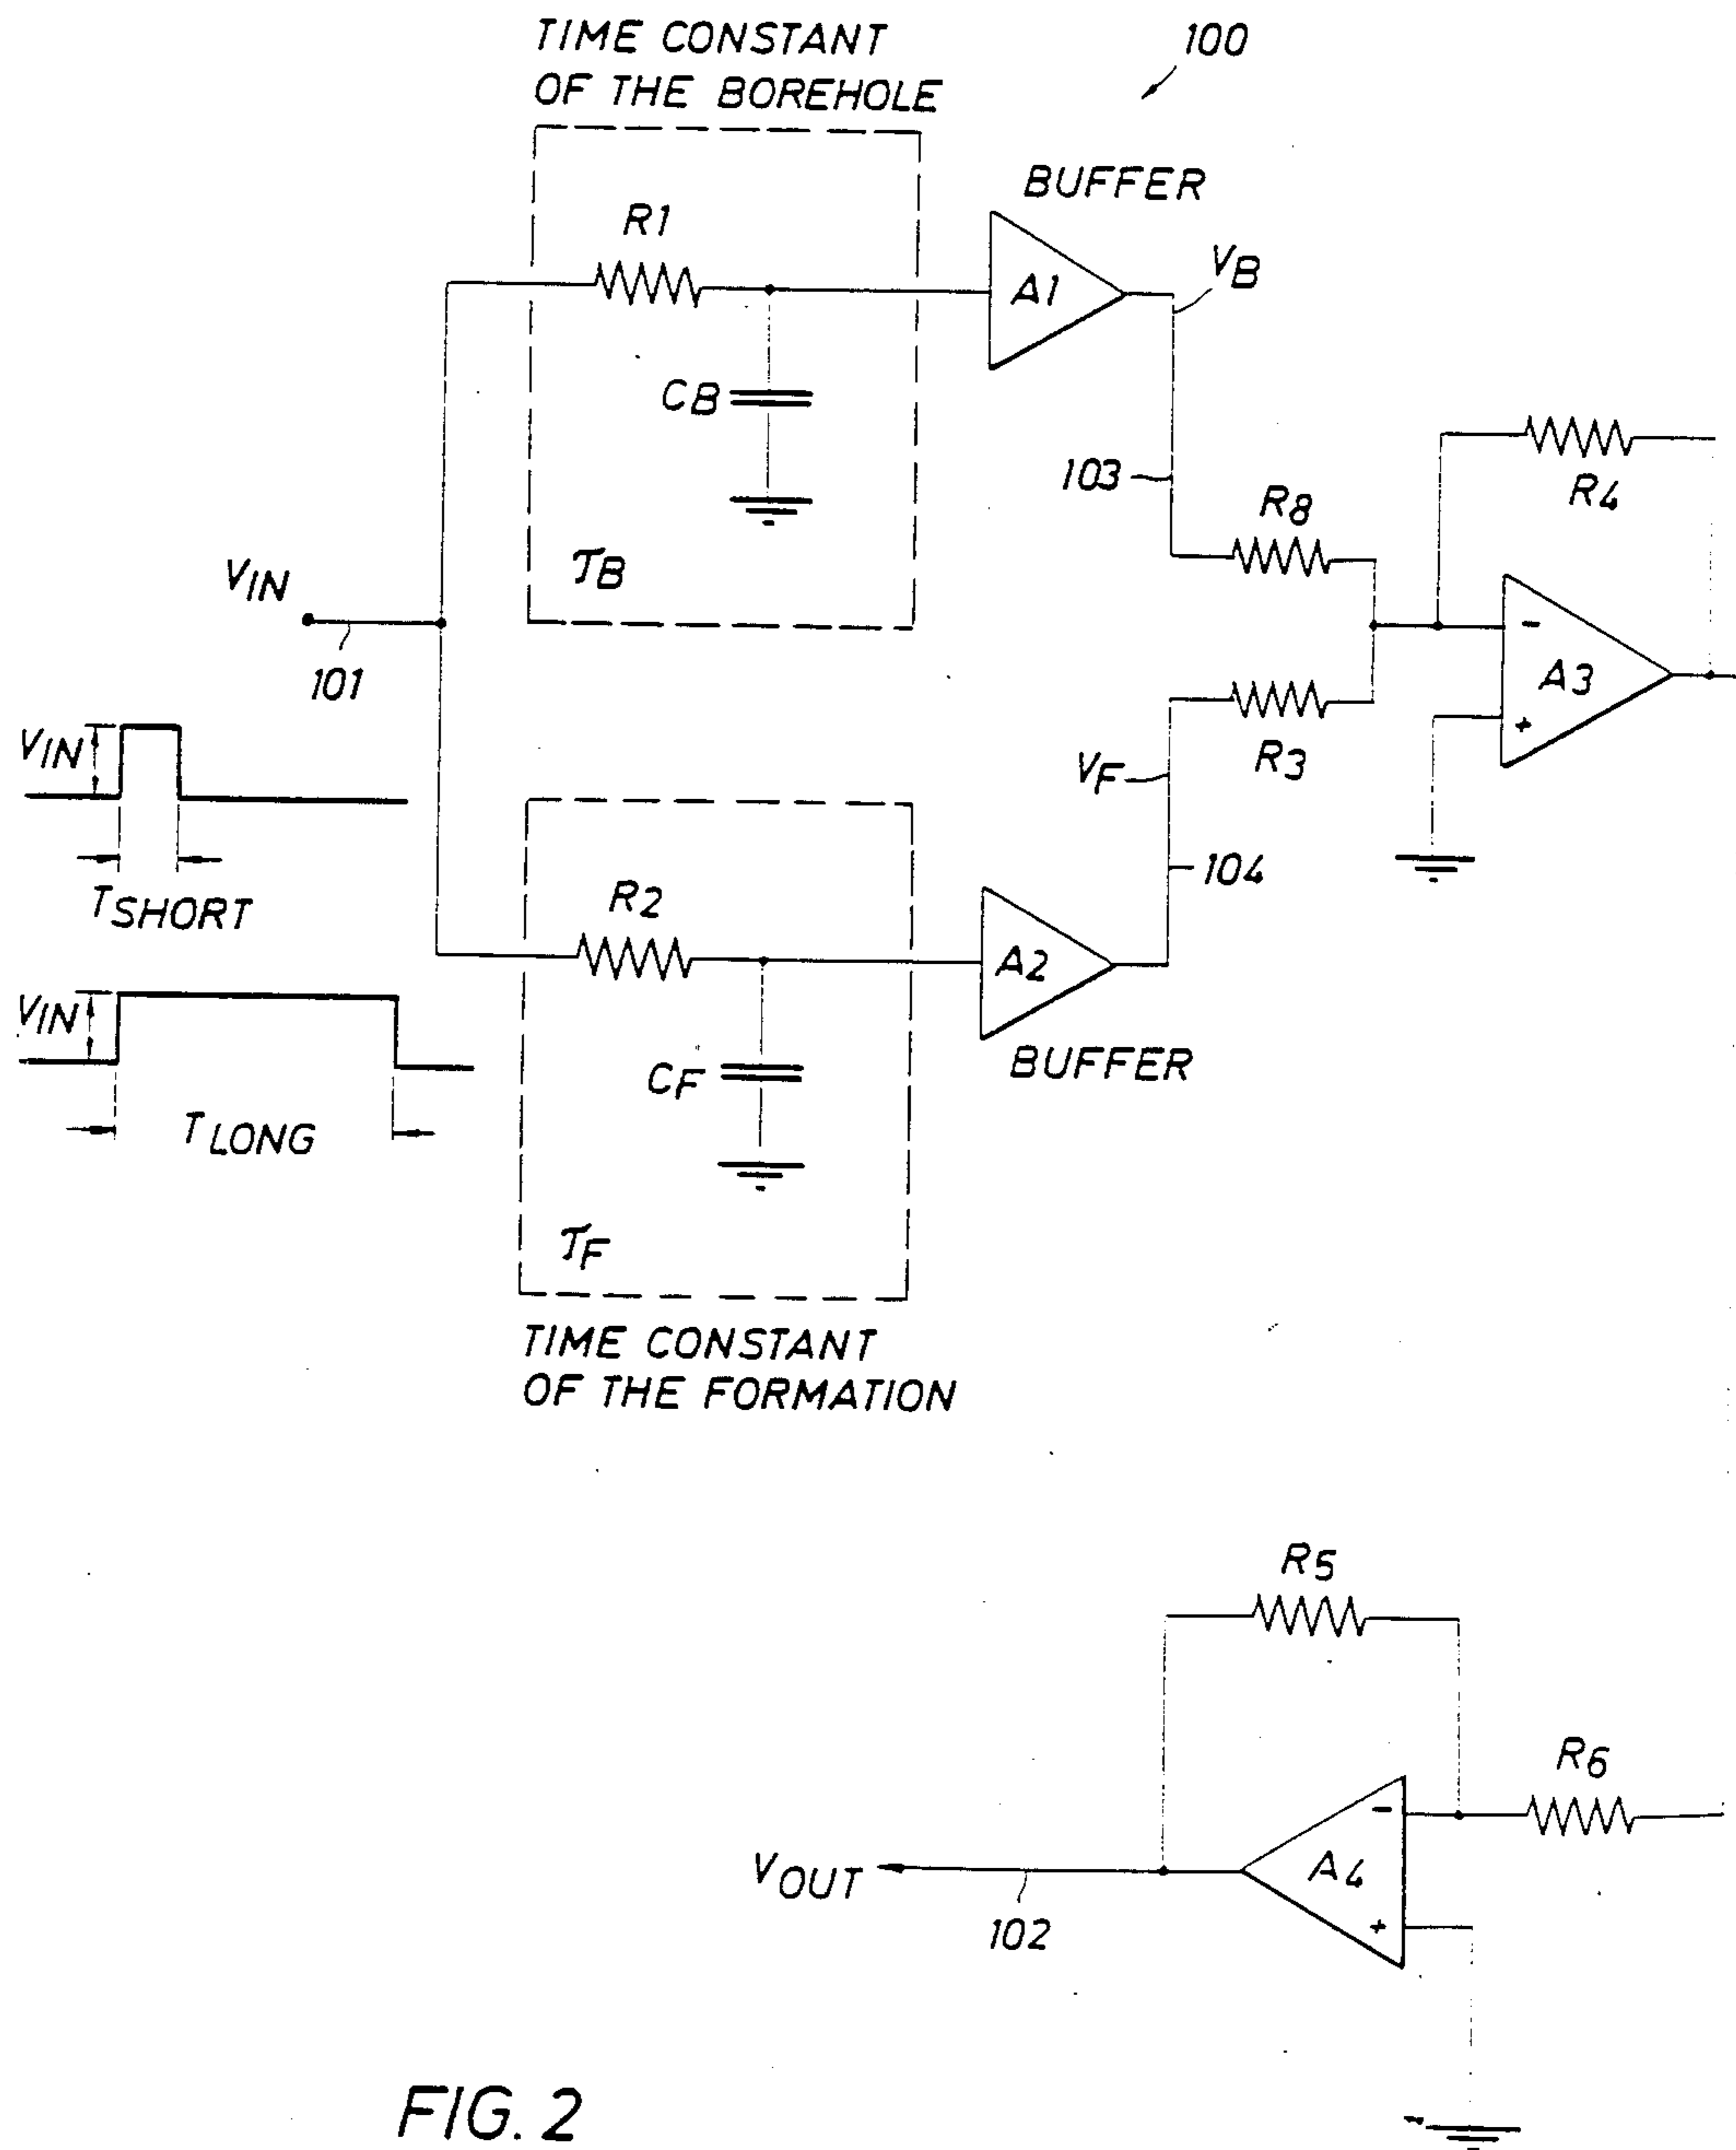 TIME CONSTANT
OF THE BOREHOLE
100
BUFFER
R1
A1
VB
CB
103
R8
R4
τB
VIN
101
-
A3
+
R3
VF
VIN
TSHORT
104
R2
A2
VIN
BUFFER
CF
TLONG
τF
TIME CONSTANT
OF THE FORMATION
R5
R6
-
A4
+
VOUT
102
FIG. 2